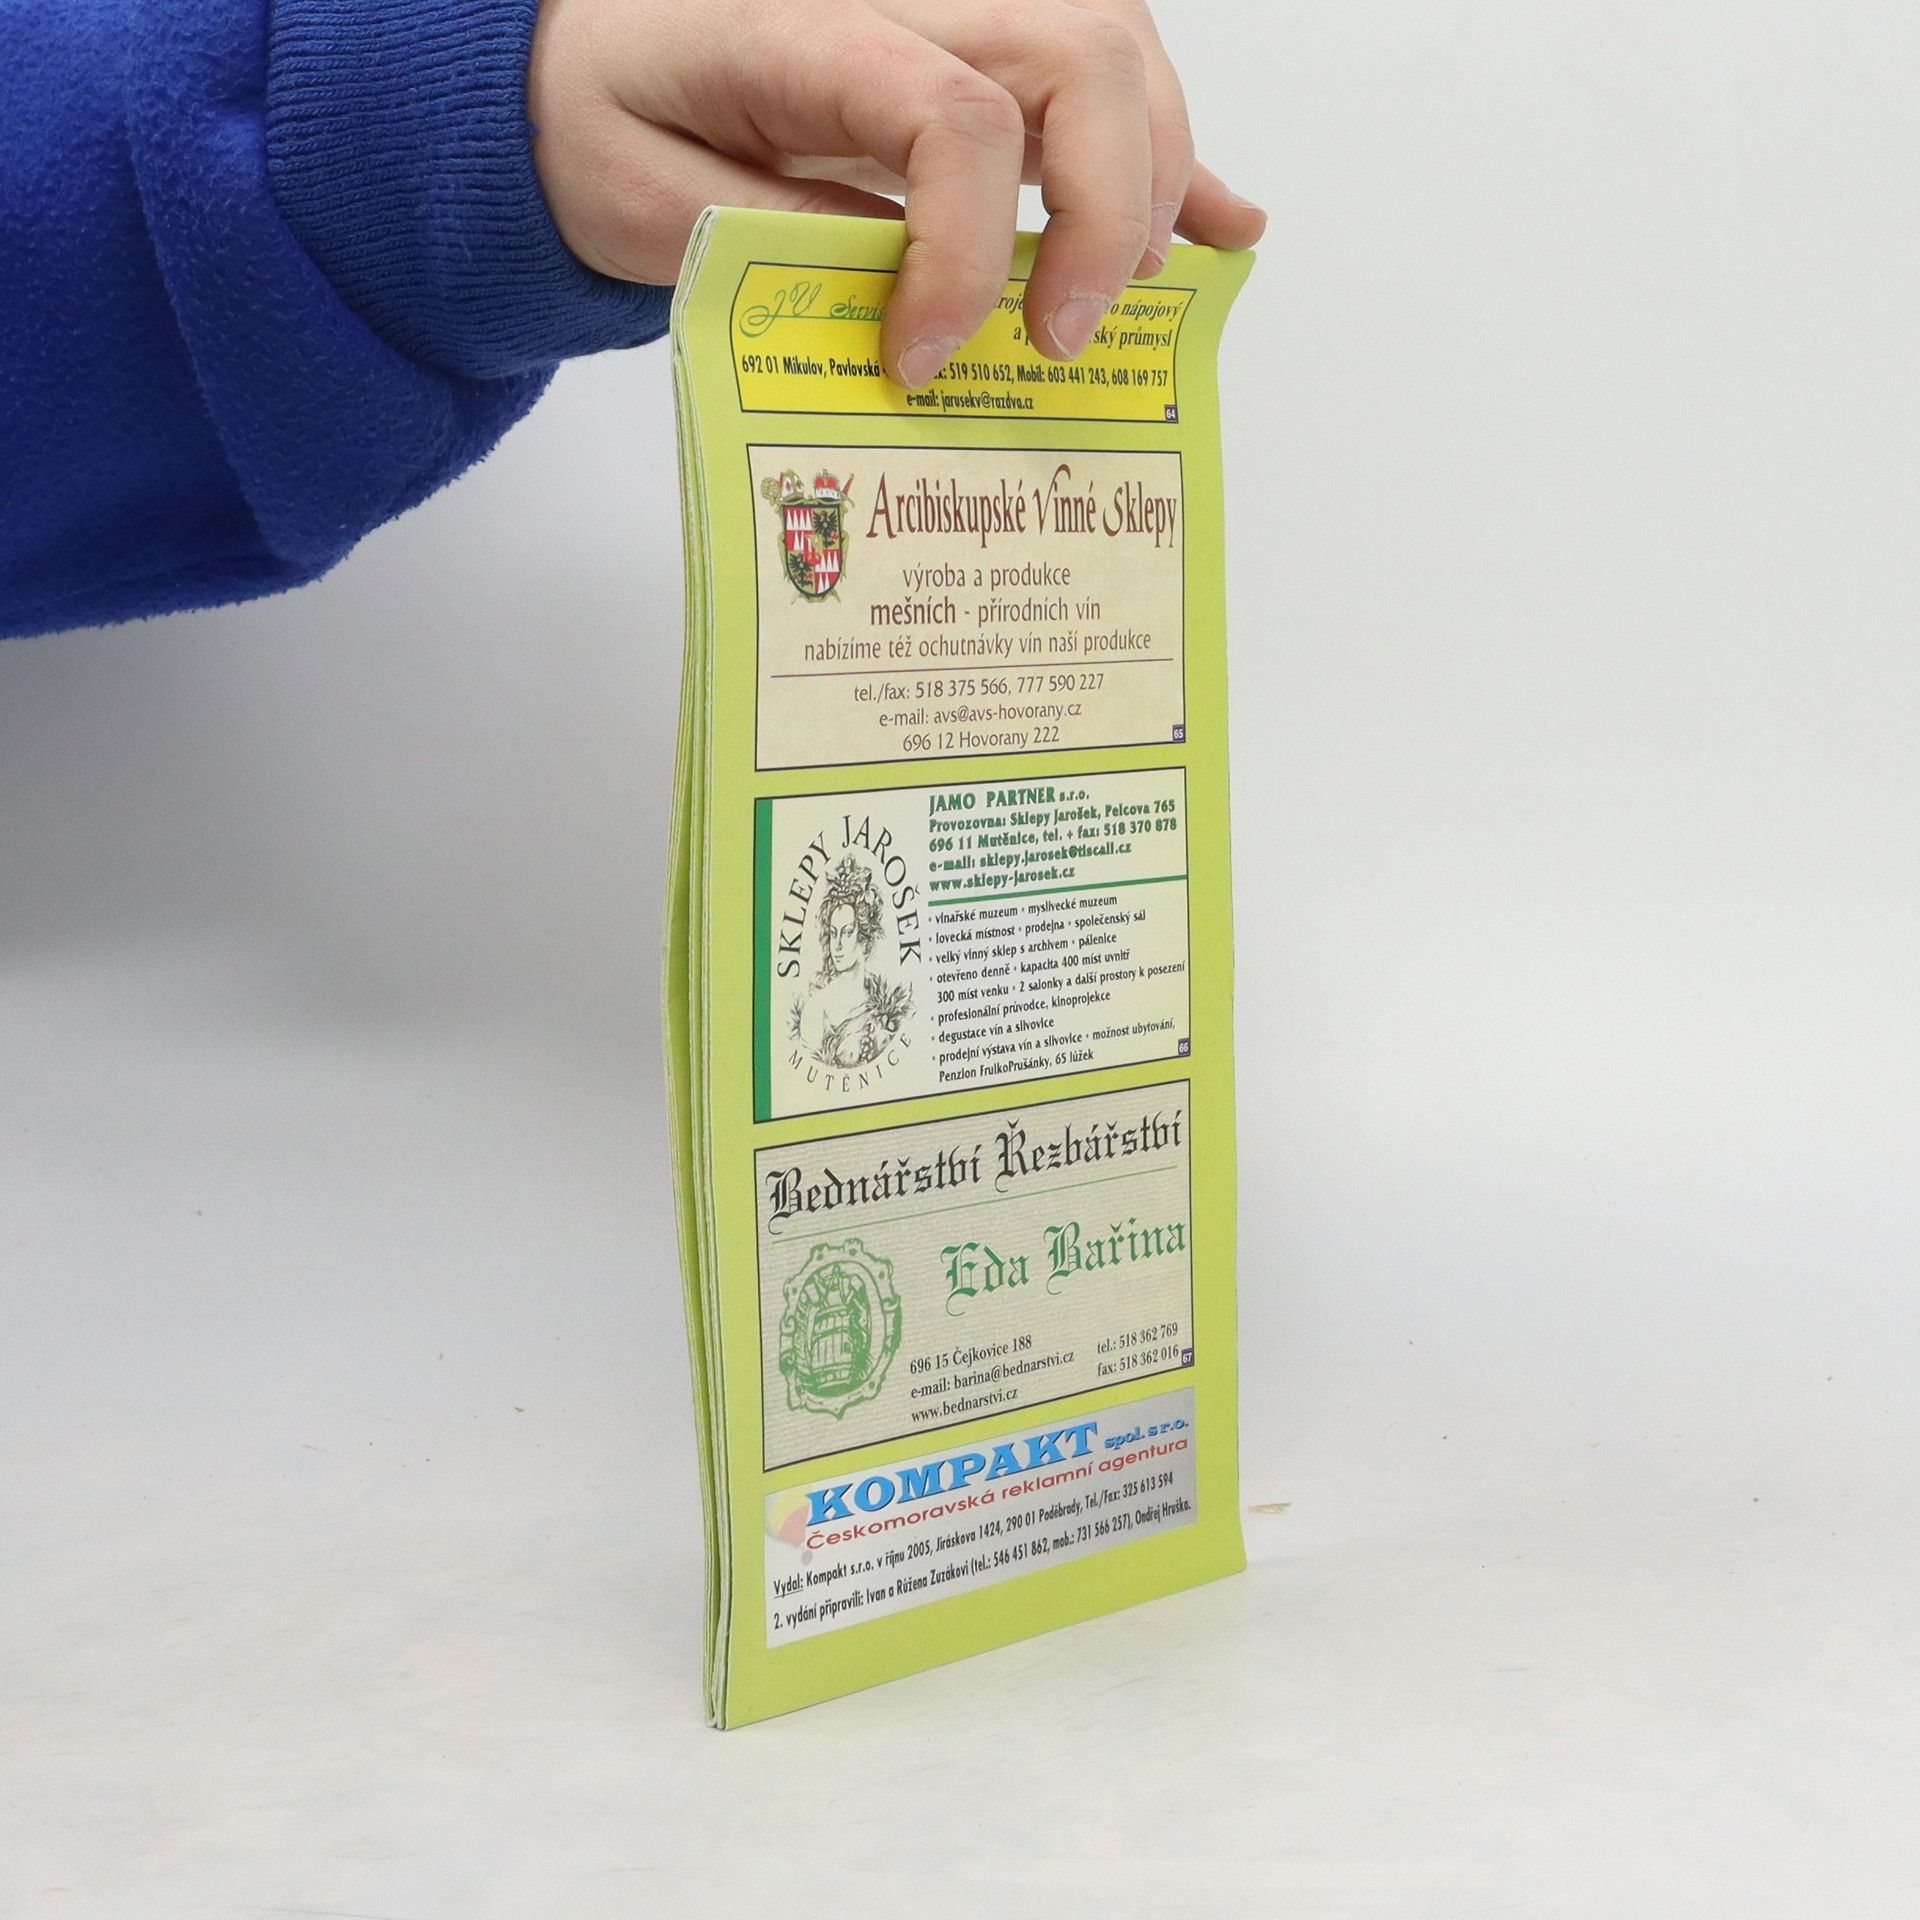 JV Servis
o nápojový
ský průmysl
692 01 Mikulov, Pavlovská 519 510 652, Mobil: 603 441 243, 608 169 757
e-mail: jarusekv@razdva.cz
64
Arcibiskupské Vinné Sklepy
výroba a produkce
mešních - přírodních vín
nabízíme též ochutnávky vín naší produkce
tel./fax: 518 375 566, 777 590 227
e-mail: avs@avs-hovorany.cz
696 12 Hovorany 222
65
SKLEPY JAROŠEK
MUTĚNICE
JAMO PARTNER s.r.o.
Provozovna: Sklepy Jarošek, Pelcova 765
696 11 Mutěnice, tel. + fax: 518 370 878
e-mail: sklepy.jarosek@tiscali.cz
www.sklepy-jarosek.cz
• vinařské muzeum • myslivecké muzeum
• lovecká místnost • prodejna • společenský sál
• velký vinný sklep s archivem • pálenice
• otevřeno denně • kapacita 400 míst uvnitř
300 míst venku • 2 salonky a další prostory k posezení
• profesionální průvodce, kinoprojekce
• degustace vín a slivovice
• prodejní výstava vín a slivovice • možnost ubytování,
Penzion FrulkoPrušánky, 65 lůžek
66
Bednářství Řezbářství
Eda Bařina
696 15 Čejkovice 188
e-mail: barina@bednarstvi.cz
www.bednarstvi.cz
tel.: 518 362 769
fax: 518 362 016
67
KOMPAKT spol. s r.o.
Českomoravská reklamní agentura
Vydal: Kompakt s.r.o. v říjnu 2005, Jiráskova 1424, 290 01 Poděbrady, Tel./Fax: 325 613 594
2. vydání připravili: Ivan a Růžena Zuzákovi (tel.: 546 451 862, mob.: 731 566 257), Ondřej Hruška.